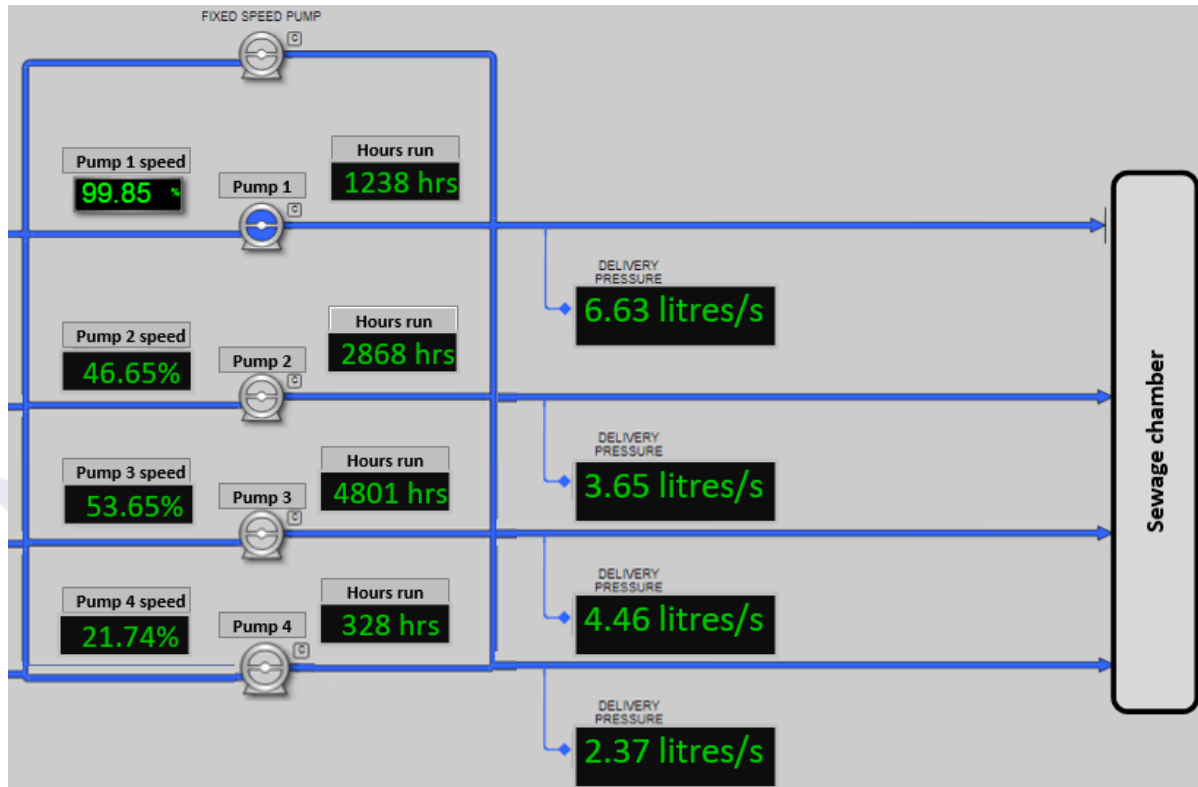 FIXED SPEED PUMP
C
Hours run
1238 hrs
Pump 1 speed
99.85 %
Pump 1
C
DELIVERY
PRESSURE
6.63 litres/s
Hours run
2868 hrs
Pump 2 speed
46.65%
Pump 2
C
DELIVERY
PRESSURE
3.65 litres/s
Hours run
4801 hrs
Pump 3 speed
53.65%
Pump 3
C
DELIVERY
PRESSURE
4.46 litres/s
Hours run
328 hrs
Pump 4 speed
21.74%
Pump 4
C
DELIVERY
PRESSURE
2.37 litres/s
Sewage chamber